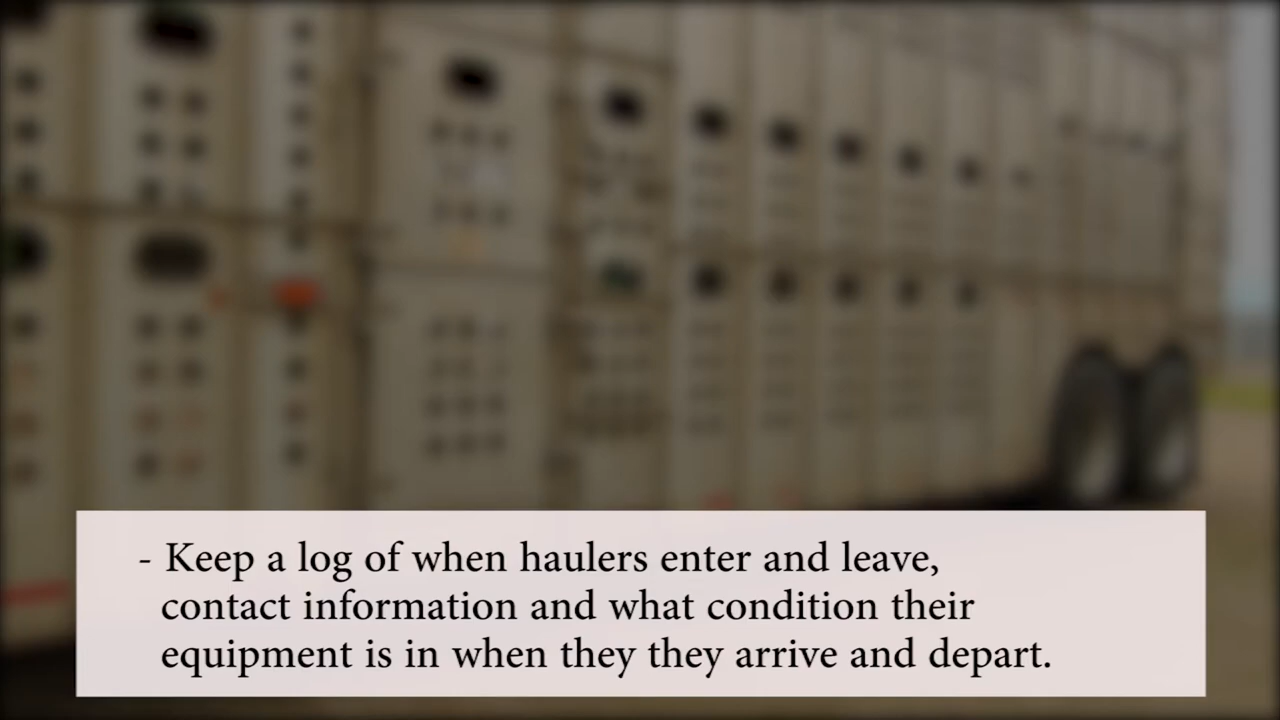 - Keep a log of when haulers enter and leave,
contact information and what condition their
equipment is in when they they arrive and depart.